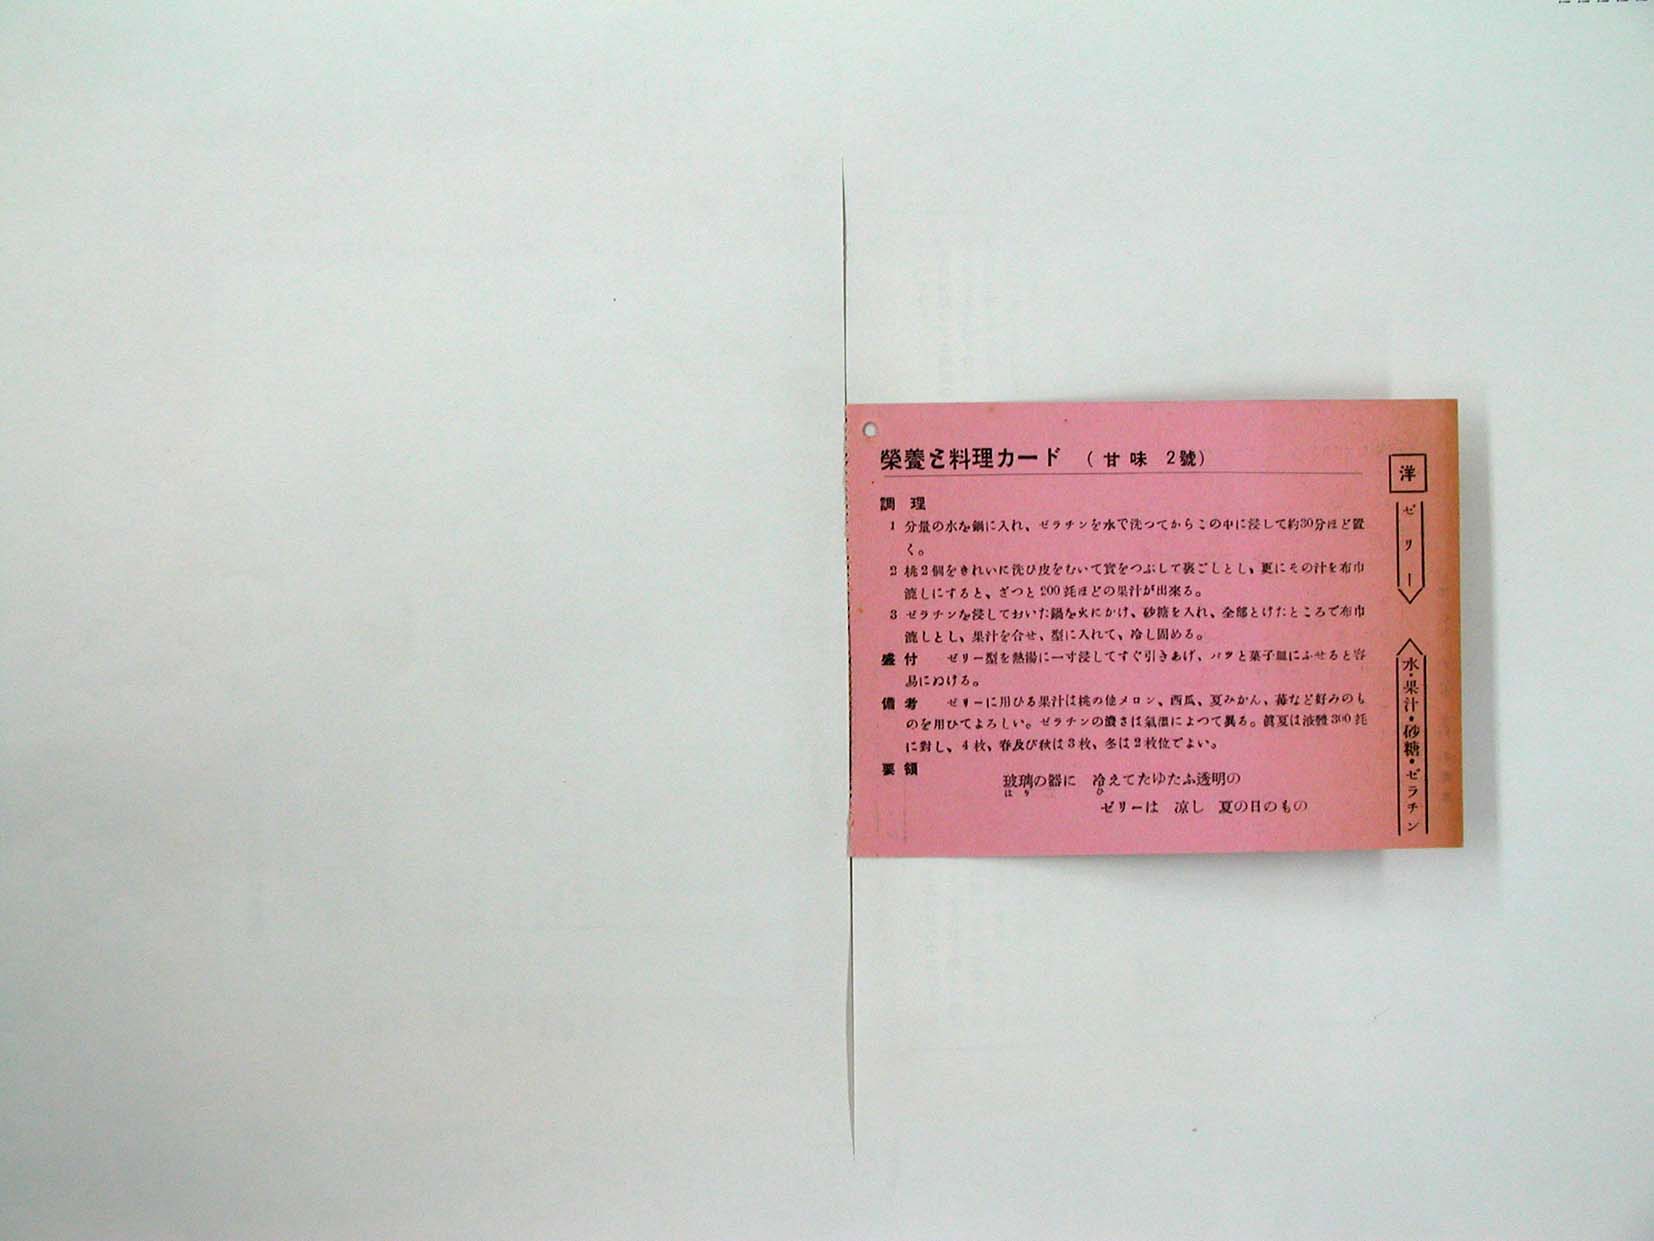 榮養と料理カード （甘味 2號）
調理
1 分量の水を鍋に入れ、ゼラチンを水で洗つてからこの中に浸して約30分ほど置
く。
2 桃2個をきれいに洗ひ皮をむいて實をつぶして裏ごしとし、更にその汁を布巾
漉しにすると、ざつと200竓ほどの果汁が出來る。
3 ゼラチンを浸しておいた鍋を火にかけ、砂糖を入れ、全部とけたところで布巾
漉しとし、果汁を合せ、型に入れて、冷し固める。
盛付 ゼリー型を熱湯に一寸浸してすぐ引きあげ、パツと菓子皿にふせると容
易にぬける。
備考 ゼリーに用ひる果汁は桃の他メロン、西瓜、夏みかん、苺など好みのも
のを用ひてよろしい。ゼラチンの濃さは氣溫によつて異る。眞夏は液體300竓
に對し、4枚、春及び秋は3枚、冬は2枚位でよい。
要領
玻璃の器に 冷えてたゆたふ透明の
はり ひ
ゼリーは 凉し 夏の日のもの
洋
ゼリー
水・果汁・砂糖・ゼラチン